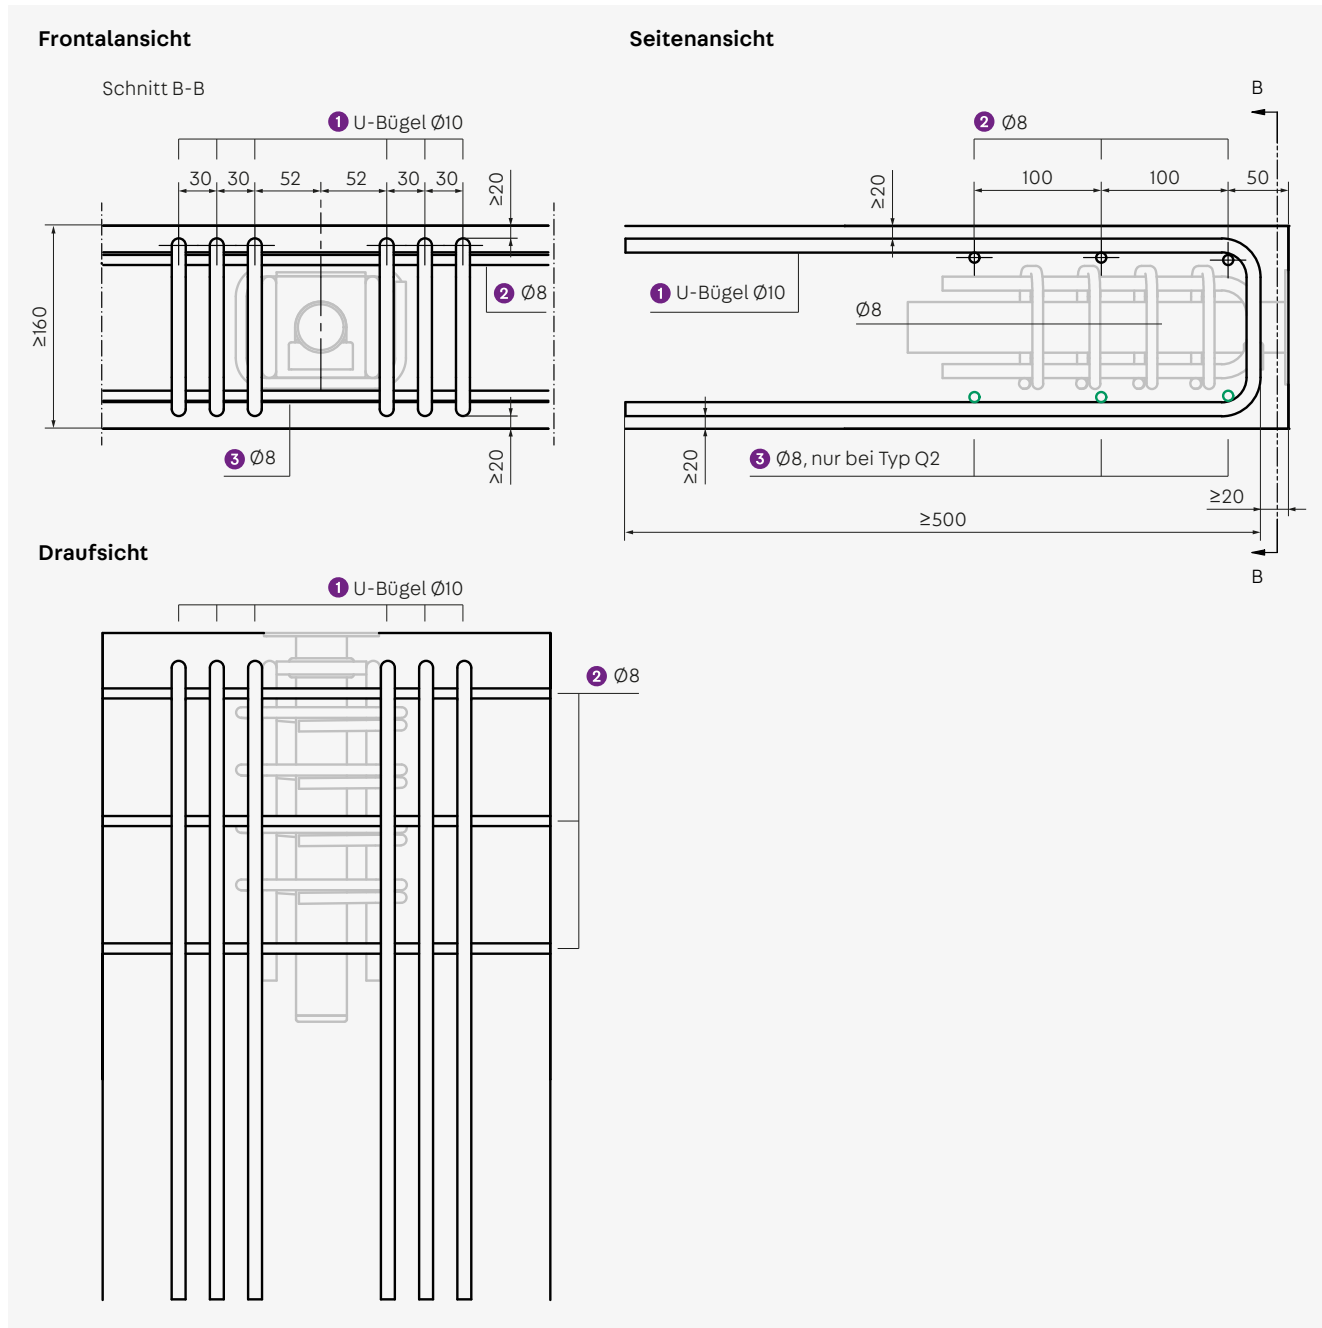 Frontalansicht
Schnitt B-B
1 U-Bügel Ø10
30 30 52 52 30 30
≥20
≥160
2 Ø8
3 Ø8
≥20
Seitenansicht
B
2 Ø8
100 100 50
≥20
1 U-Bügel Ø10
Ø8
≥20
3 Ø8, nur bei Typ Q2
≥20
≥500
B
Draufsicht
1 U-Bügel Ø10
2 Ø8